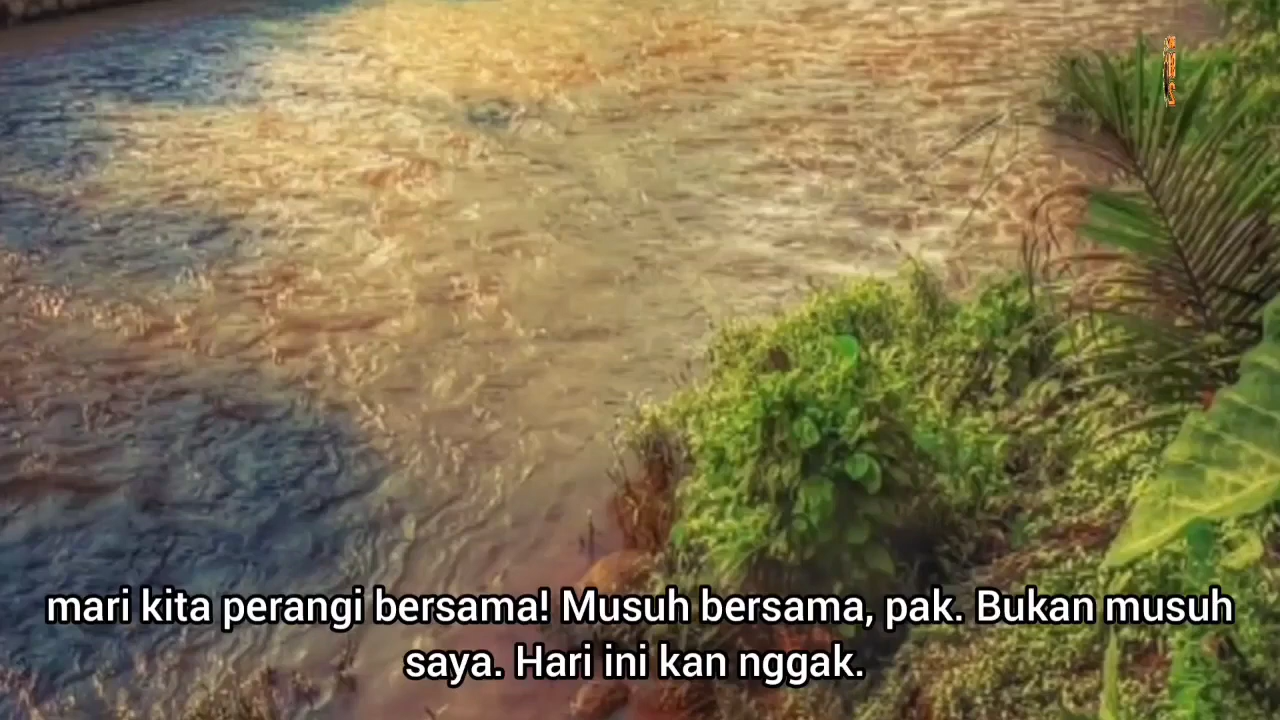 mari kita perangi bersama! Musuh bersama, pak. Bukan musuh
saya. Hari ini kan nggak.